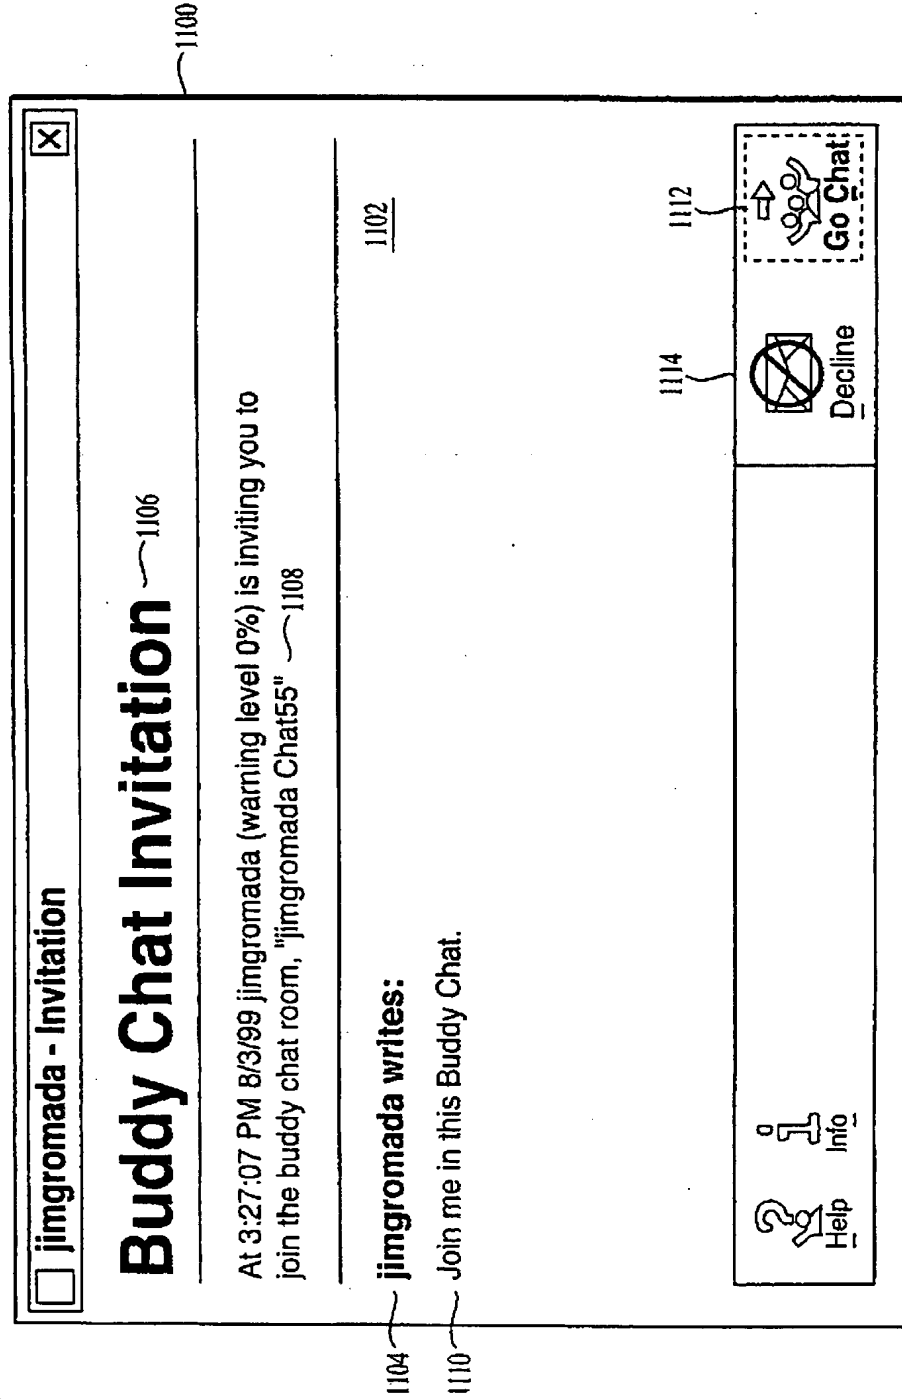 jimgromada - Invitation
1100
Buddy Chat Invitation
1106
At 3:27:07 PM 8/3/99 jimgromada (warning level 0%) is inviting you to
join the buddy chat room, "jimgromada Chat55"
1108
1102
1104
jimgromada writes:
1110
Join me in this Buddy Chat.
1114
1112
Help
Info
Decline
Go Chat